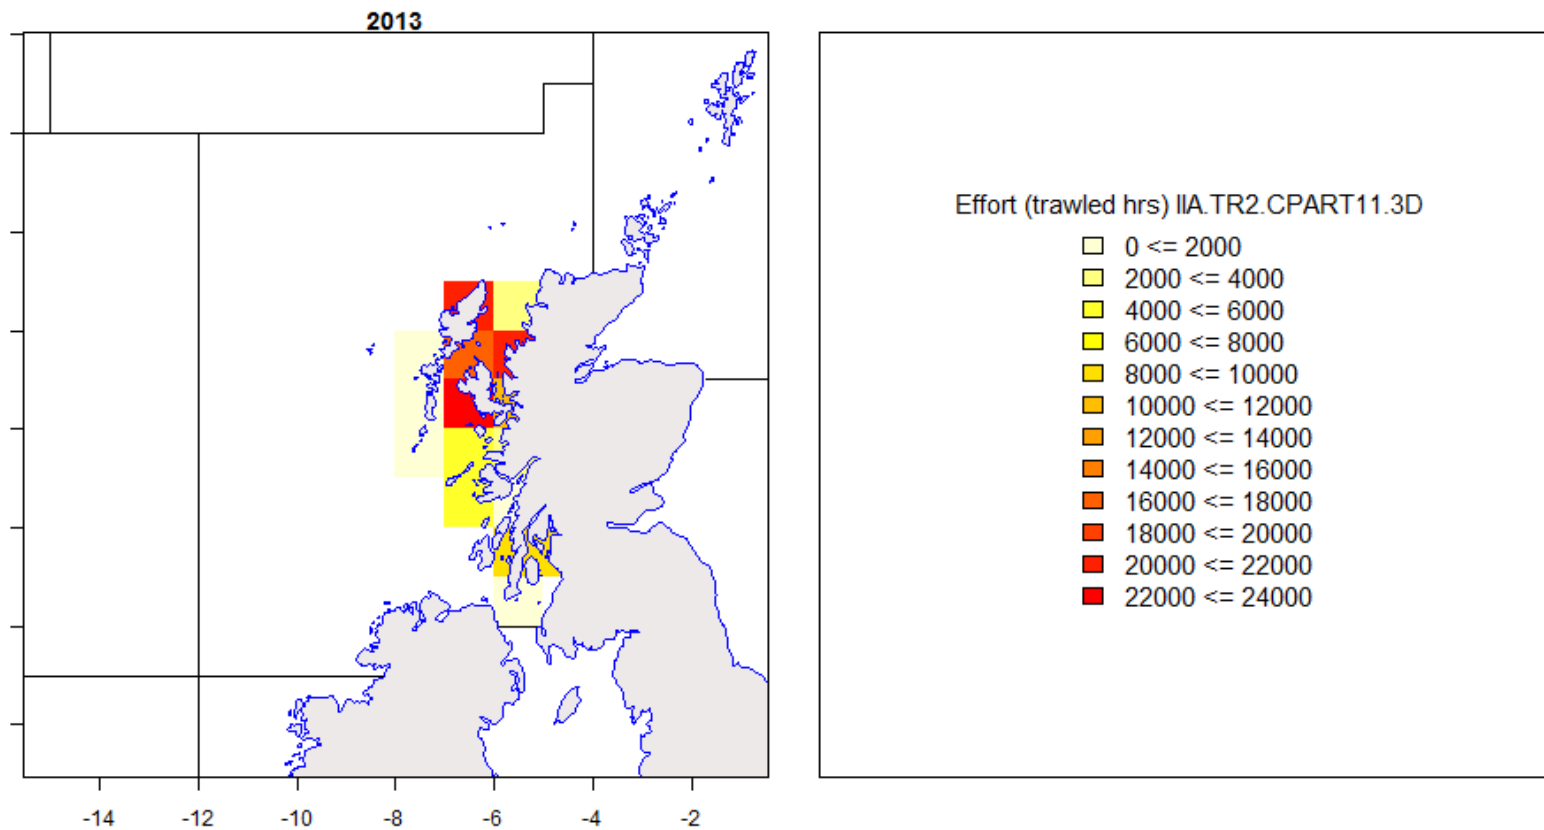 2013
Effort (trawled hrs) IIA.TR2.CPART11.3D
0 <= 2000
2000 <= 4000
4000 <= 6000
6000 <= 8000
8000 <= 10000
10000 <= 12000
12000 <= 14000
14000 <= 16000
16000 <= 18000
18000 <= 20000
20000 <= 22000
22000 <= 24000
-14 -12 -10 -8 -6 -4 -2